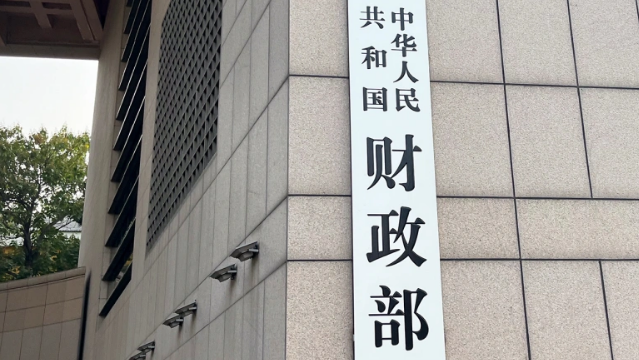 中华人民
共和国
财政部